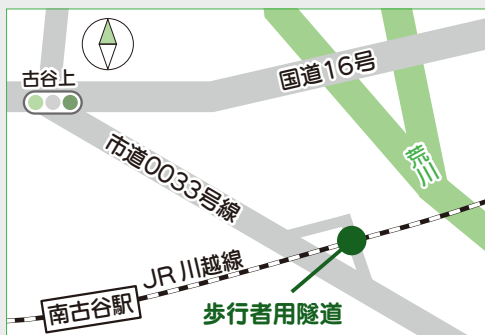 古谷上
国道16号
市道0033号線
荒川
JR川越線
南古谷駅
歩行者用隧道